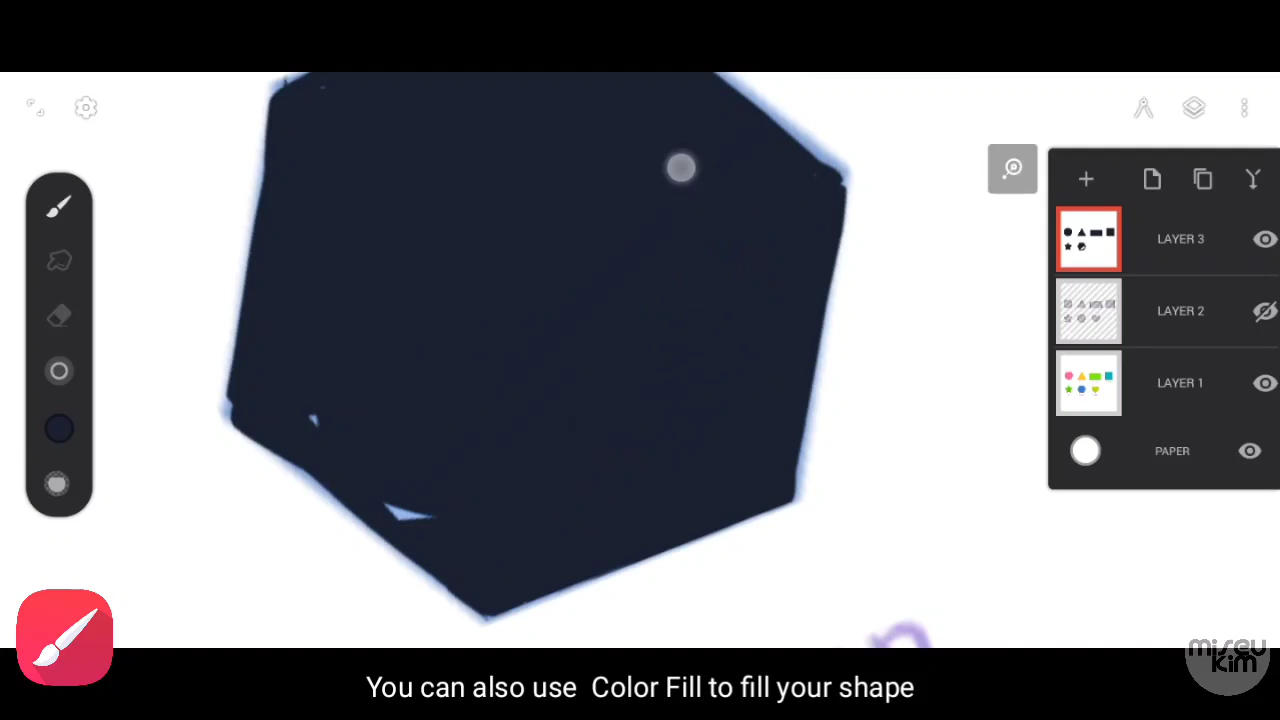 LAYER 3
LAYER 2
LAYER 1
PAPER
miseu
kim
You can also use Color Fill to fill your shape